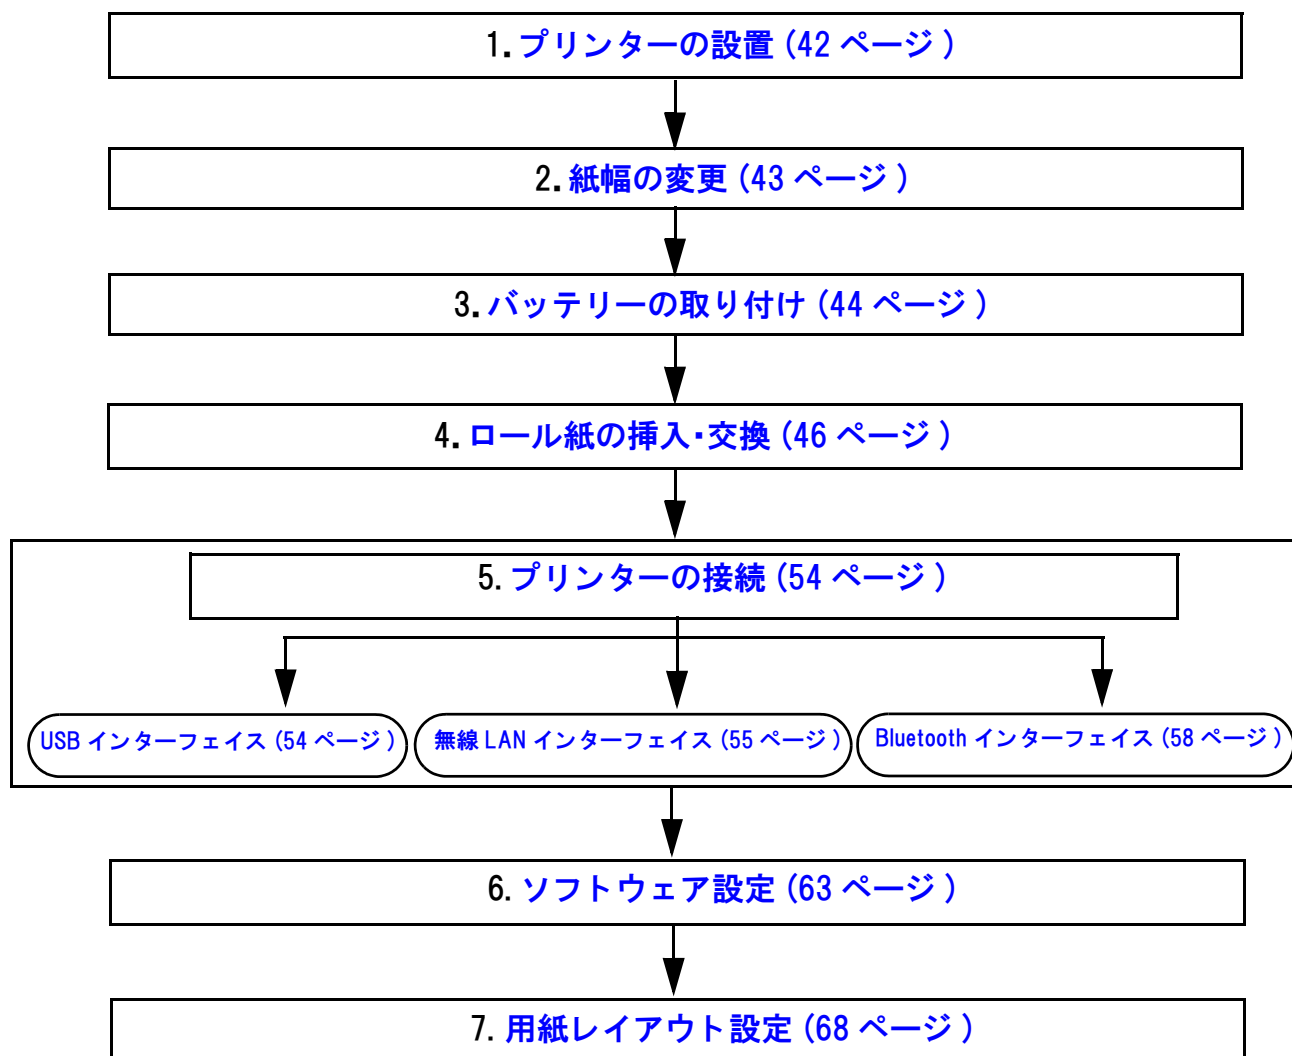 1. プリンターの設置 (42 ページ )
2. 紙幅の変更 (43 ページ )
3. バッテリーの取り付け (44 ページ )
4. ロール紙の挿入・交換 (46 ページ )
5. プリンターの接続 (54 ページ )
USB インターフェイス (54 ページ )
無線 LAN インターフェイス (55 ページ )
Bluetooth インターフェイス (58 ページ )
6. ソフトウェア設定 (63 ページ )
7. 用紙レイアウト設定 (68 ページ )